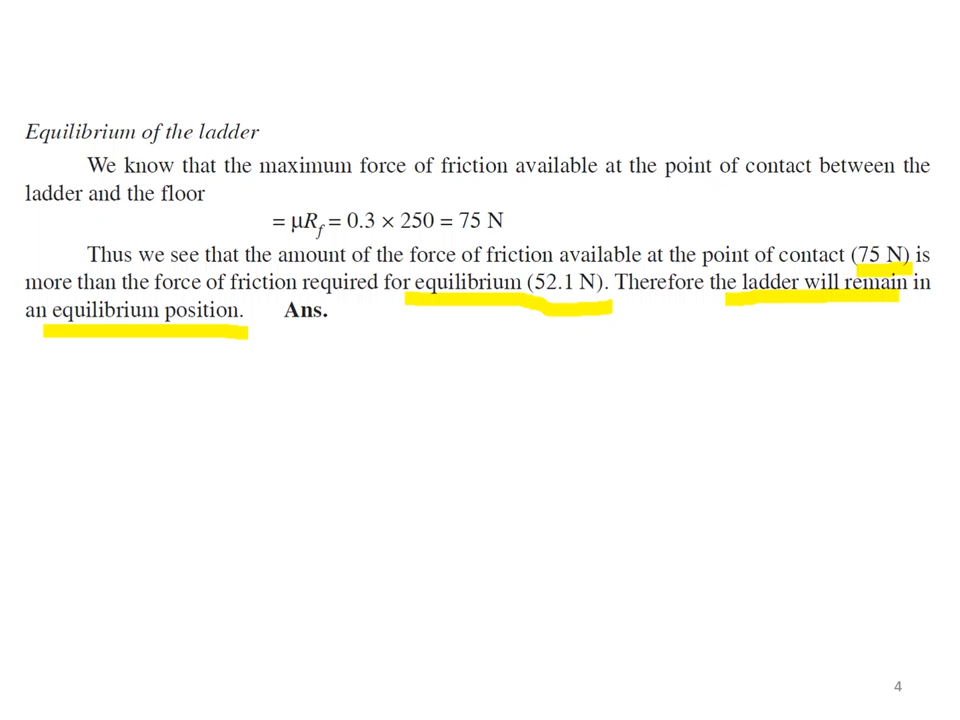 Equilibrium of the ladder
We know that the maximum force of friction available at the point of contact between the
ladder and the floor
= μRf = 0.3 × 250 = 75 N
Thus we see that the amount of the force of friction available at the point of contact (75 N) is
more than the force of friction required for equilibrium (52.1 N). Therefore the ladder will remain in
an equilibrium position. Ans.
4